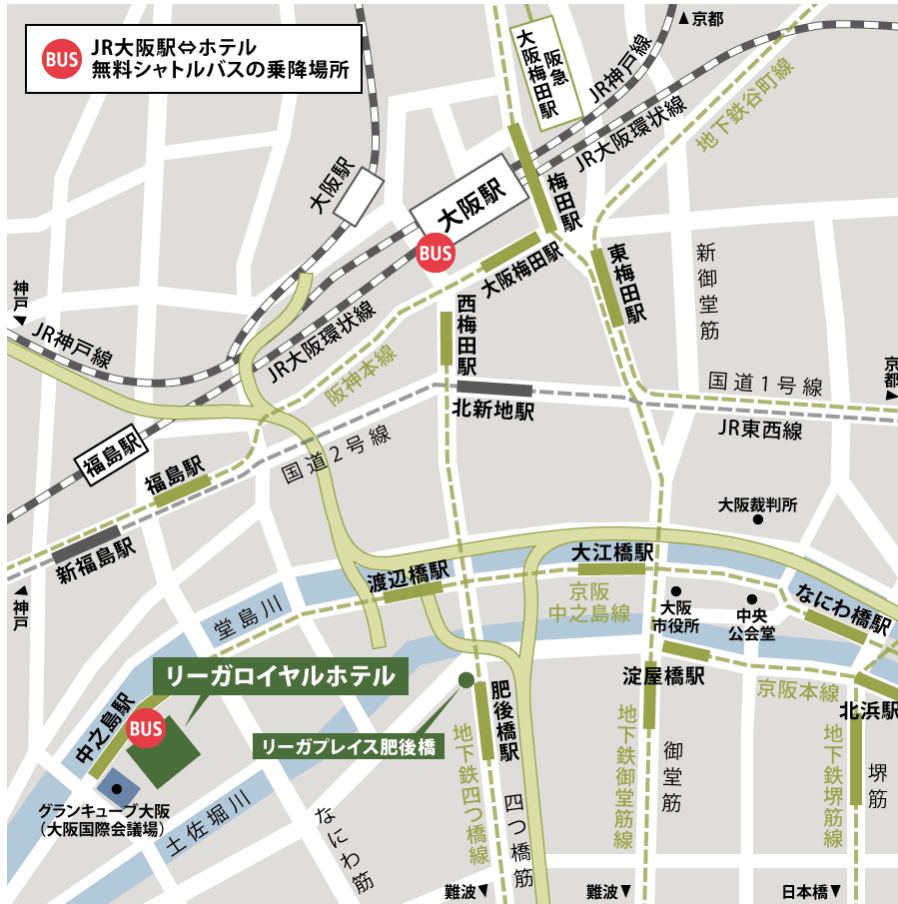 BUS
JR大阪駅⇔ホテル
無料シャトルバスの乗降場所
▲京都
阪急
大阪梅田駅
JR神戸線
JR大阪環状線
地下鉄谷町線
大阪駅
大阪駅
梅田駅
BUS
大阪梅田駅
東梅田駅
新御堂筋
西梅田駅
神戸▼
JR神戸線
JR大阪環状線
阪神本線
北新地駅
国道1号線
京都▶
JR東西線
福島駅
福島駅
国道2号線
新福島駅
◀神戸
大阪裁判所
大江橋駅
渡辺橋駅
京阪
中之島線
大阪
市役所
中央
公会堂
なにわ橋駅
堂島川
リーガロイヤルホテル
中之島駅
BUS
リーガプレイス肥後橋
肥後橋駅
淀屋橋駅
京阪本線
北浜駅
グランキューブ大阪
(大阪国際会議場)
土佐堀川
なにわ筋
地下鉄四つ橋線
四つ橋筋
地下鉄御堂筋線
御堂筋
地下鉄堺筋線
堺筋
難波▼
難波▼
日本橋▼